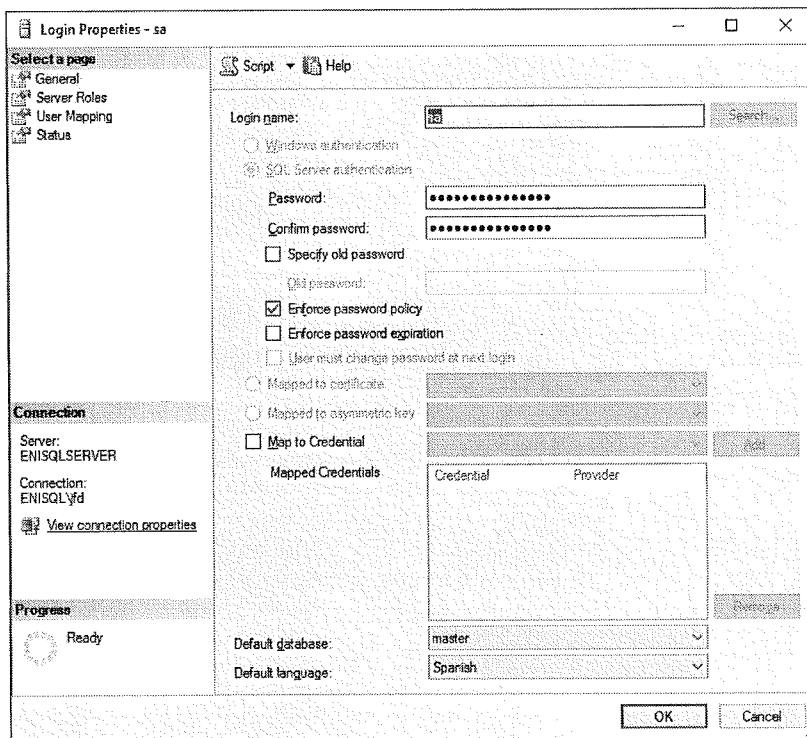 Login Properties - sa
Select a page
General
Server Roles
User Mapping
Status
Script Help
Login name: sa Search...
Windows authentication
SQL Server authentication
Password: ●●●●●●●●●●●●●●●
Confirm password: ●●●●●●●●●●●●●●●
Specify old password
Old password:
Enforce password policy
Enforce password expiration
User must change password at next login
Mapped to certificate
Mapped to asymmetric key
Map to Credential Add
Mapped Credentials Credential Provider
Remove
Default database: master
Default language: Spanish
Connection
Server:
ENISQLSERVER
Connection:
ENISQL\jfd
View connection properties
Progress
Ready
OK Cancel